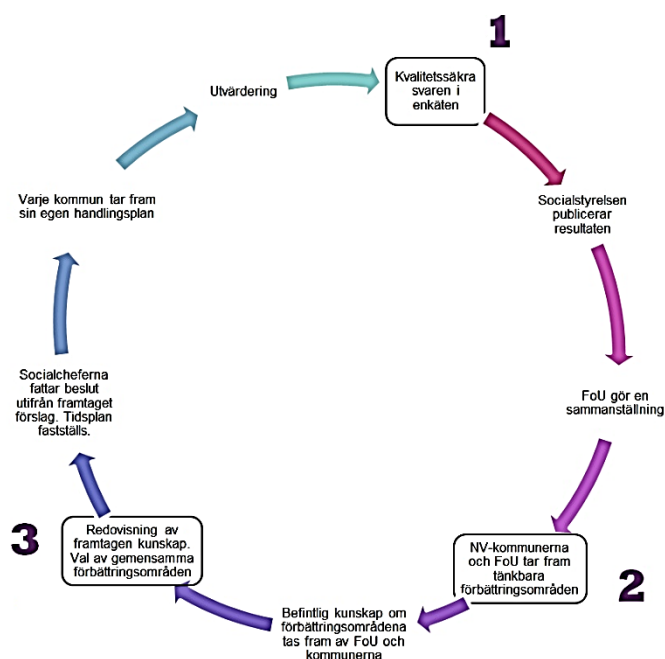 1
Kvalitetssäkra
svaren i
enkäten
Socialstyrelsen
publicerar
resultaten
FoU gör en
sammanställning
2
NV-kommunerna
och FoU tar fram
tänkbara
förbättringsområden
Befintlig kunskap om
förbättringsområdena
tas fram av FoU och
kommunerna
3
Redovisning av
framtagen kunskap.
Val av gemensamma
förbättringsområden
Socialcheferna
fattar beslut
utifrån framtaget
förslag. Tidsplan
fastställs.
Varje kommun tar fram
sin egen handlingsplan
Utvärdering